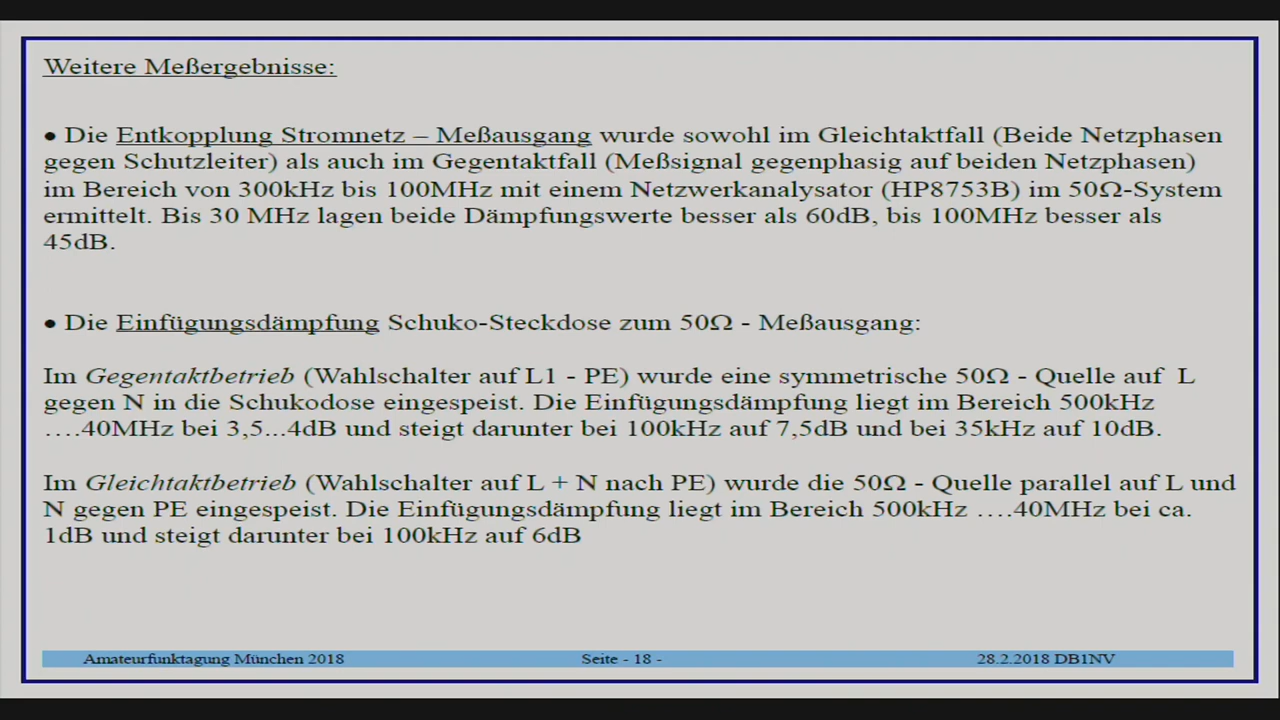 Weitere Meßergebnisse:
● Die Entkopplung Stromnetz – Meßausgang wurde sowohl im Gleichtaktfall (Beide Netzphasen
gegen Schutzleiter) als auch im Gegentaktfall (Meßsignal gegenphasig auf beiden Netzphasen)
im Bereich von 300kHz bis 100MHz mit einem Netzwerkanalysator (HP8753B) im 50Ω-System
ermittelt. Bis 30 MHz lagen beide Dämpfungswerte besser als 60dB, bis 100MHz besser als
45dB.
● Die Einfügungsdämpfung Schuko-Steckdose zum 50Ω - Meßausgang:
Im Gegentaktbetrieb (Wahlschalter auf L1 - PE) wurde eine symmetrische 50Ω - Quelle auf L
gegen N in die Schukodose eingespeist. Die Einfügungsdämpfung liegt im Bereich 500kHz
….40MHz bei 3,5...4dB und steigt darunter bei 100kHz auf 7,5dB und bei 35kHz auf 10dB.
Im Gleichtaktbetrieb (Wahlschalter auf L + N nach PE) wurde die 50Ω - Quelle parallel auf L und
N gegen PE eingespeist. Die Einfügungsdämpfung liegt im Bereich 500kHz ….40MHz bei ca.
1dB und steigt darunter bei 100kHz auf 6dB
Amateurfunktagung München 2018 Seite - 18 - 28.2.2018 DB1NV